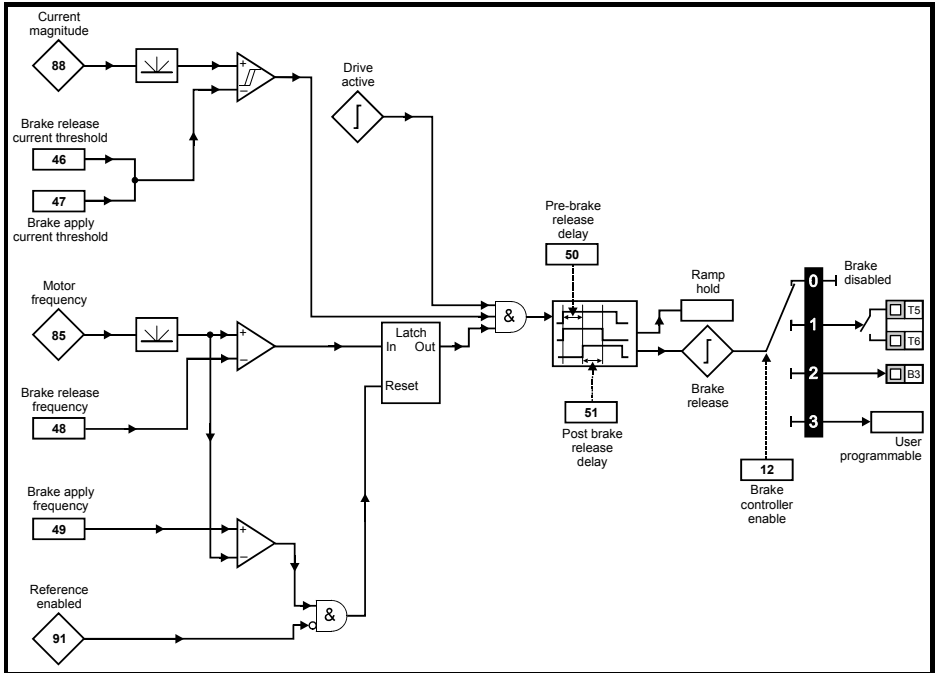 Current
magnitude
88
Drive
active
Brake release
current threshold
46
47
Brake apply
current threshold
Pre-brake
release
delay
50
Motor
frequency
85
Ramp
hold
Brake
disabled
0
T5
1
T6
&
Latch
In Out
Reset
Brake
release
2
B3
Brake release
frequency
48
51
Post brake
release
delay
3
User
programmable
12
Brake
controller
enable
Brake apply
frequency
49
Reference
enabled
91
&